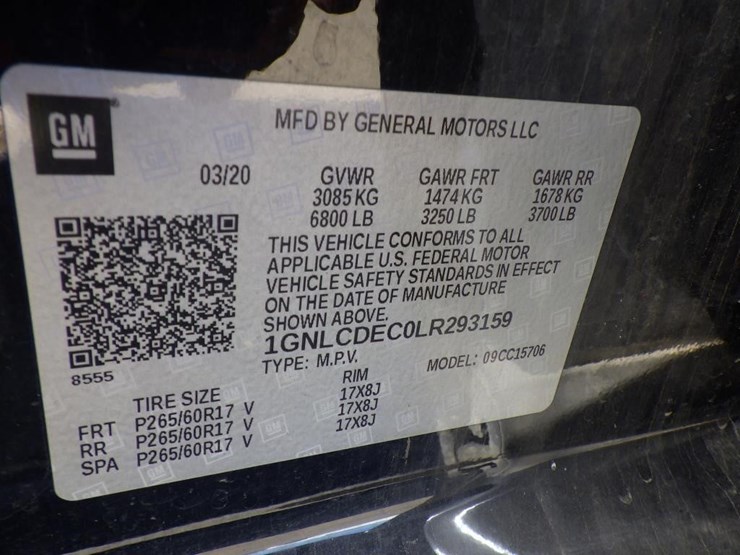 GM
MFD BY GENERAL MOTORS LLC
03/20 GVWR GAWR FRT GAWR RR
3085 KG 1474 KG 1678 KG
6800 LB 3250 LB 3700 LB
THIS VEHICLE CONFORMS TO ALL
APPLICABLE U.S. FEDERAL MOTOR
VEHICLE SAFETY STANDARDS IN EFFECT
ON THE DATE OF MANUFACTURE
SHOWN ABOVE.
1GNLCDEC0LR293159
TYPE: M.P.V. MODEL: 09CC15706
8555
TIRE SIZE RIM
FRT P265/60R17 V 17X8J
RR P265/60R17 V 17X8J
SPA P265/60R17 V 17X8J